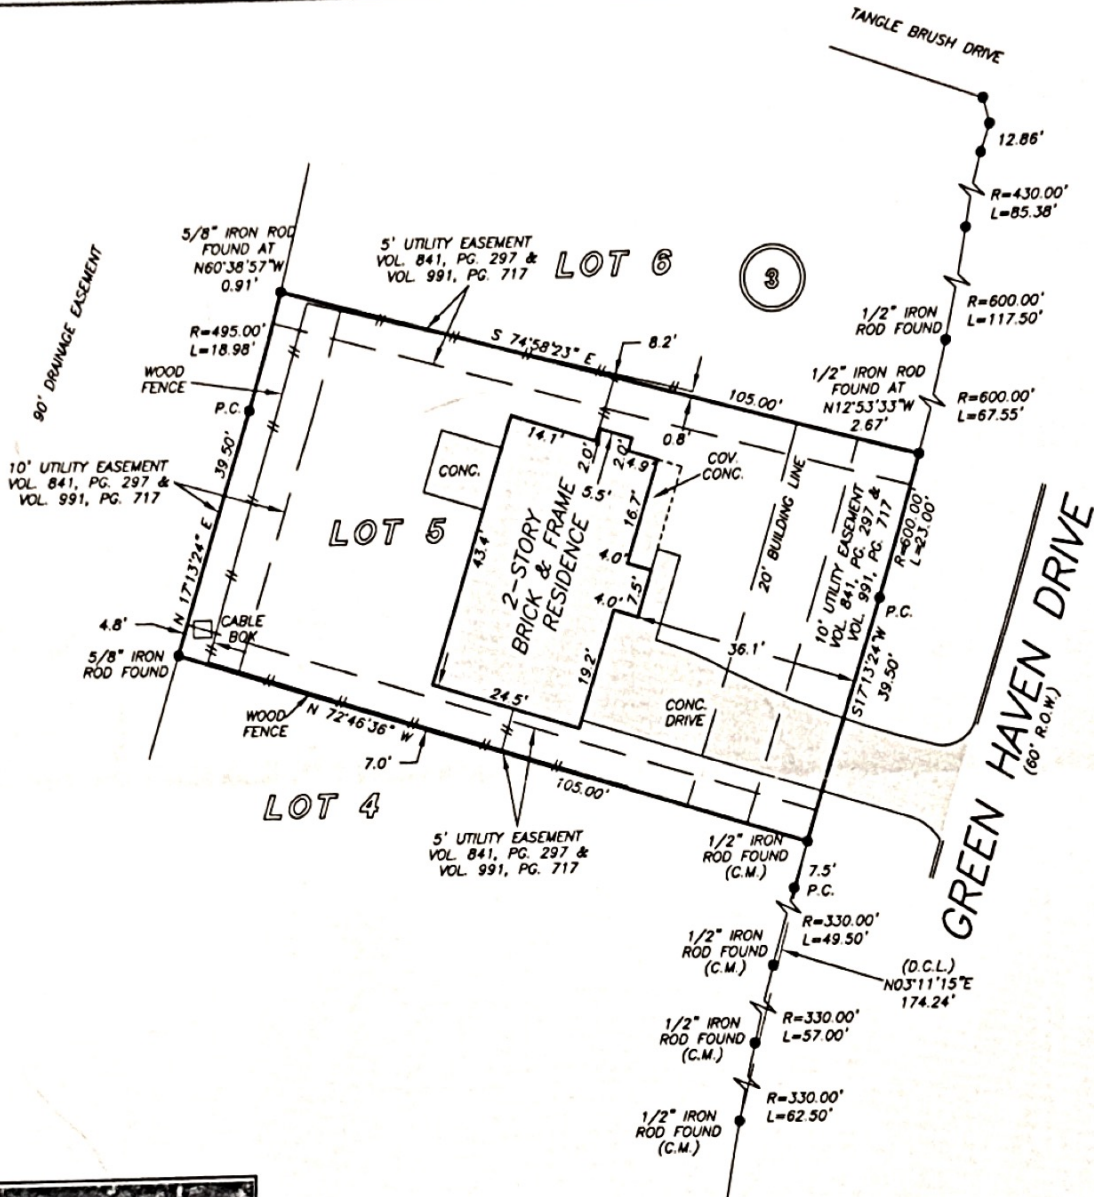 TANGLE BRUSH DRIVE
12.86'
R=430.00'
L=85.38'
R=600.00'
L=117.50'
1/2" IRON
ROD FOUND
R=600.00'
L=67.55'
1/2" IRON ROD
FOUND AT
N12°53'33"W
2.67'
5/8" IRON ROD
FOUND AT
N60°38'57"W
0.91'
5' UTILITY EASEMENT
VOL. 841, PG. 297 &
VOL. 991, PG. 717
LOT 6
3
90' DRAINAGE EASEMENT
R=495.00'
L=18.98'
WOOD
FENCE
P.C.
S 74°58'23" E
8.2'
105.00'
0.8'
10' UTILITY EASEMENT
VOL. 841, PG. 297 &
VOL. 991, PG. 717
39.50'
N 17°13'24" E
CONC.
LOT 5
14.1'
2.0'
2.0'
4.9'
5.5'
COV.
CONC.
16.7'
43.4'
2-STORY
BRICK & FRAME
RESIDENCE
4.0'
7.5'
4.0'
19.2'
24.5'
20' BUILDING LINE
10' UTILITY EASEMENT
VOL. 841, PG. 297 &
VOL. 991, PG. 717
R=600.00'
L=23.00'
P.C.
S17°13'24"W
39.50'
36.1'
CONC.
DRIVE
GREEN HAVEN DRIVE
(60' R.O.W.)
4.8'
CABLE
BOX
5/8" IRON
ROD FOUND
WOOD
FENCE
N 72°46'36" W
7.0'
105.00'
LOT 4
5' UTILITY EASEMENT
VOL. 841, PG. 297 &
VOL. 991, PG. 717
1/2" IRON
ROD FOUND
(C.M.)
7.5'
P.C.
R=330.00'
L=49.50'
1/2" IRON
ROD FOUND
(C.M.)
(D.C.L.)
N03°11'15"E
174.24'
R=330.00'
L=57.00'
1/2" IRON
ROD FOUND
(C.M.)
R=330.00'
L=62.50'
1/2" IRON
ROD FOUND
(C.M.)